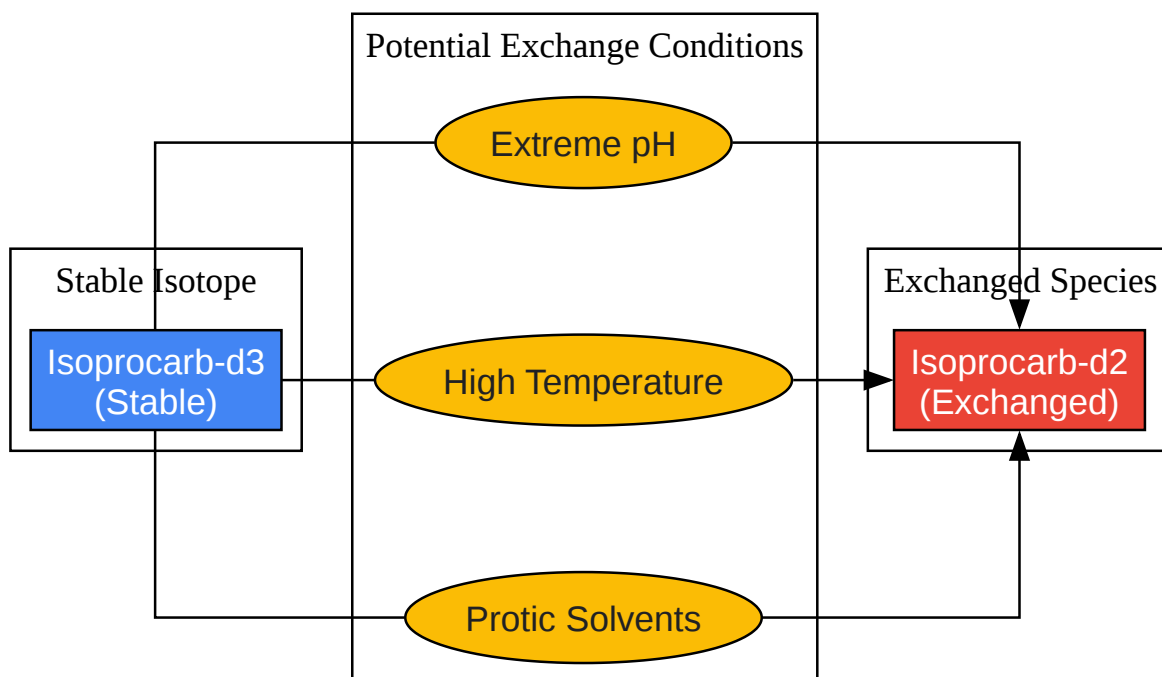 Potential Exchange Conditions
Extreme pH
Stable Isotope
Exchanged Species
Isoprocarb-d3
(Stable)
High Temperature
Isoprocarb-d2
(Exchanged)
Protic Solvents